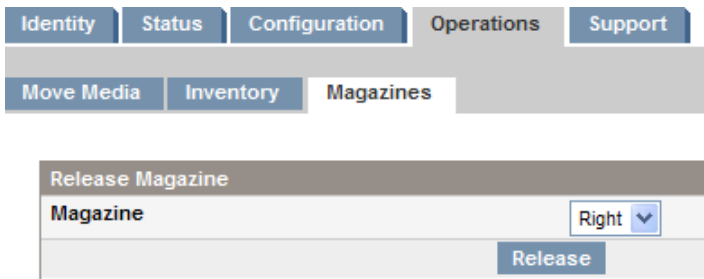 Identity Status Configuration Operations Support
Move Media Inventory Magazines
Release Magazine
Magazine Right
Release